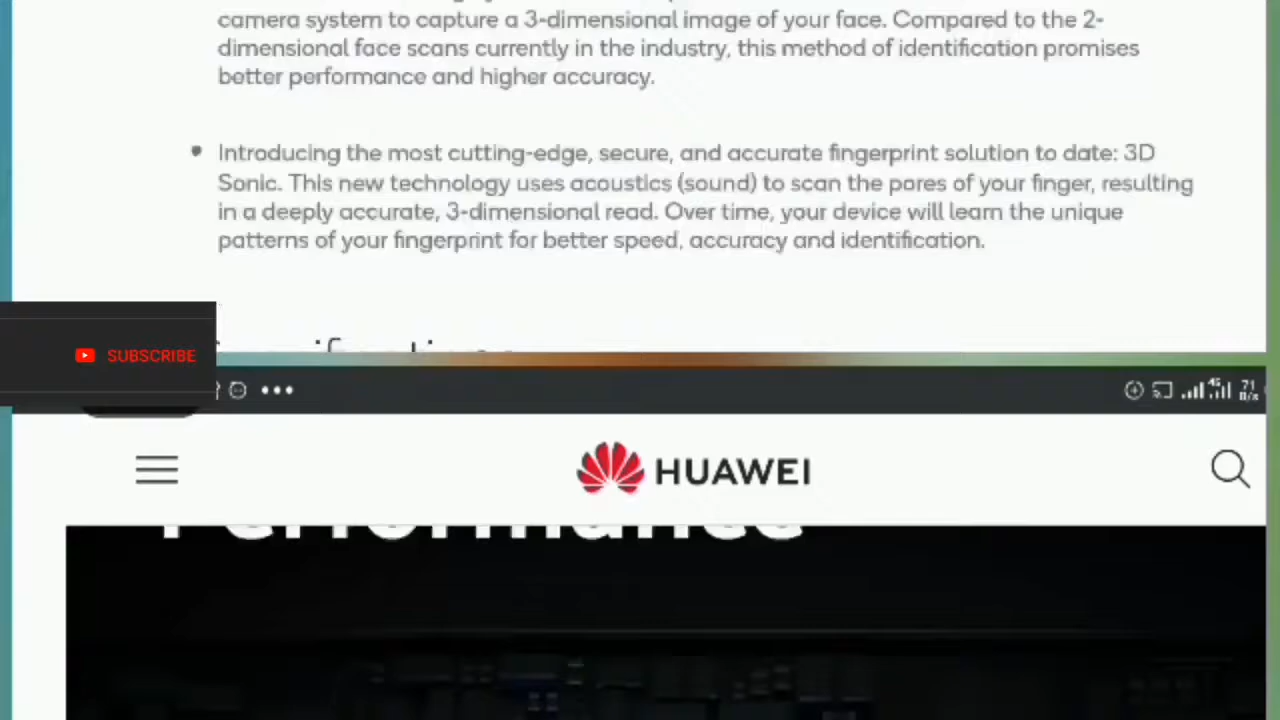 camera system to capture a 3-dimensional image of your face. Compared to the 2-
dimensional face scans currently in the industry, this method of identification promises
better performance and higher accuracy.
• Introducing the most cutting-edge, secure, and accurate fingerprint solution to date: 3D
Sonic. This new technology uses acoustics (sound) to scan the pores of your finger, resulting
in a deeply accurate, 3-dimensional read. Over time, your device will learn the unique
patterns of your fingerprint for better speed, accuracy and identification.
SUBSCRIBE
HUAWEI
Performance